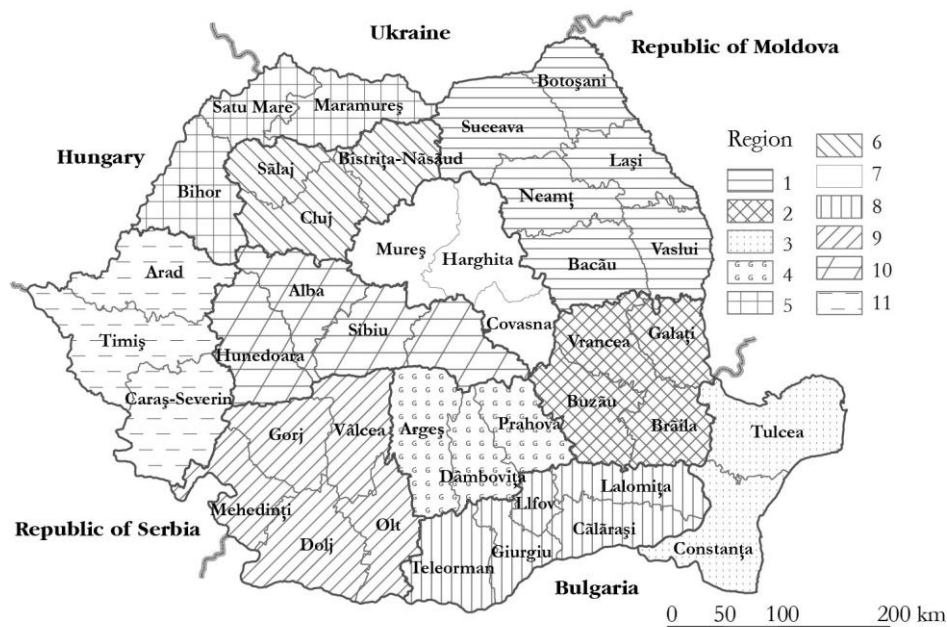 Ukraine
Republic of Moldova
Botoşani
Satu Mare
Maramureş
Suceava
Hungary
Region
6
Sălaj
Bistriţa-Năsăud
Laşi
7
Bihor
Neamţ
1
8
Cluj
2
9
Mureş
Harghita
Vaslui
3
10
Arad
Bacău
4
11
Alba
5
Timiş
Sibiu
Covasna
Hunedoara
Vrancea
Galaţi
Caraş-Severin
Buzău
Argeş
Prahova
Brăila
Gorj
Vâlcea
Tulcea
Dâmboviţa
Lalomiţa
Mehedinţi
Llfov
Republic of Serbia
Olt
Călăraşi
Dolj
Giurgiu
Constanţa
Teleorman
Bulgaria
0 50 100 200 km